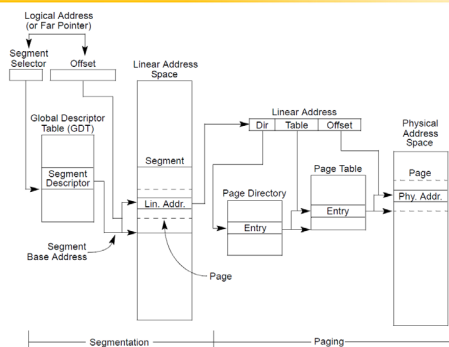 Logical Address
(or Far Pointer)
Segment
Selector
Offset
Linear Address
Space
Global Descriptor
Table (GDT)
Segment
Descriptor
Segment
Lin. Addr.
Segment
Base Address
Page
Linear Address
Dir
Table
Offset
Page Directory
Entry
Page Table
Entry
Physical
Address
Space
Page
Phy. Addr.
Segmentation
Paging